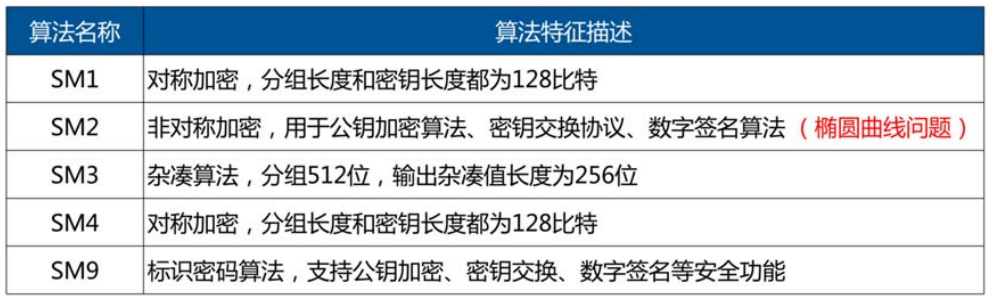 算法名称 算法特征描述
SM1 对称加密，分组长度和密钥长度都为128比特
SM2 非对称加密，用于公钥加密算法、密钥交换协议、数字签名算法（椭圆曲线问题）
SM3 杂凑算法，分组512位，输出杂凑值长度为256位
SM4 对称加密，分组长度和密钥长度都为128比特
SM9 标识密码算法，支持公钥加密、密钥交换、数字签名等安全功能